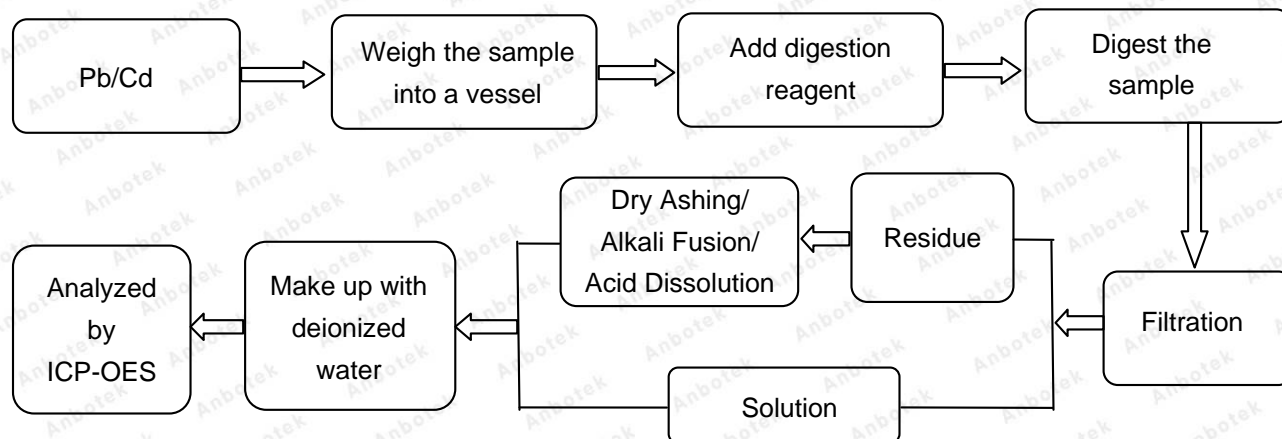 Pb/Cd
Weigh the sample
into a vessel
Add digestion
reagent
Digest the
sample
Filtration
Residue
Dry Ashing/
Alkali Fusion/
Acid Dissolution
Solution
Make up with
deionized
water
Analyzed
by
ICP-OES
Anbotek